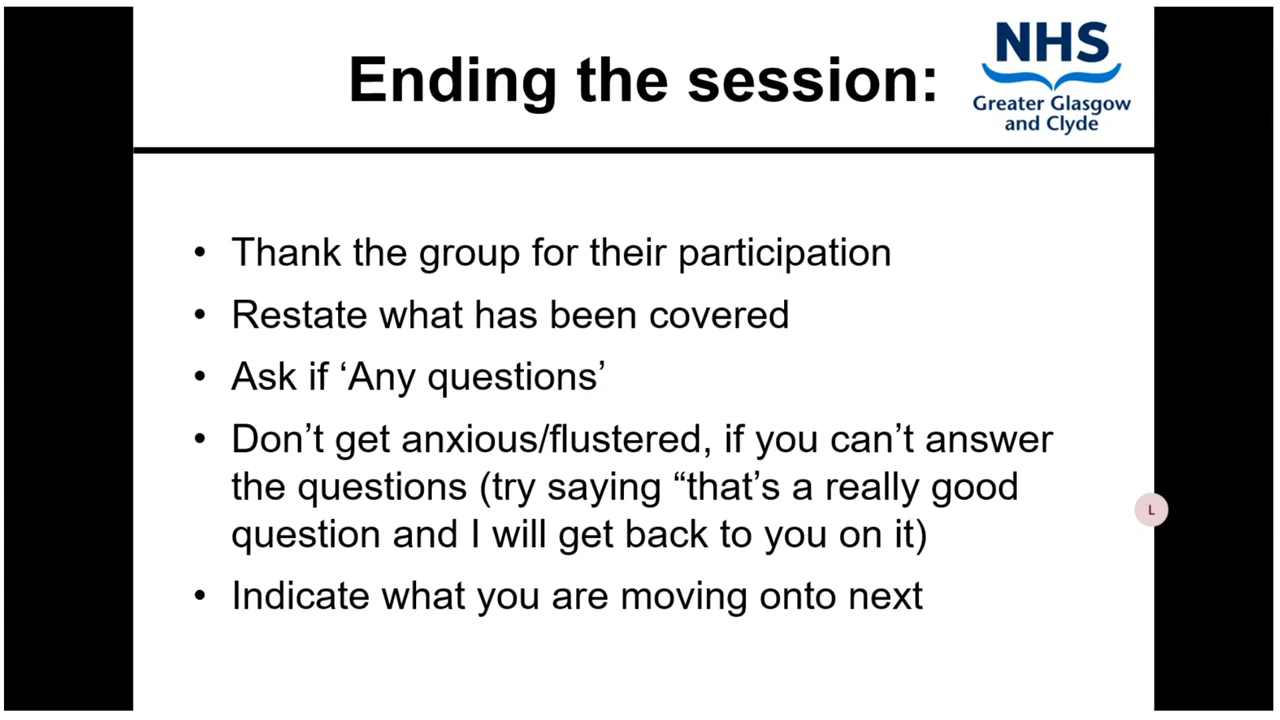 Ending the session:
NHS
Greater Glasgow
and Clyde
• Thank the group for their participation
• Restate what has been covered
• Ask if ‘Any questions’
• Don’t get anxious/flustered, if you can’t answer
the questions (try saying “that’s a really good
question and I will get back to you on it)
• Indicate what you are moving onto next
L